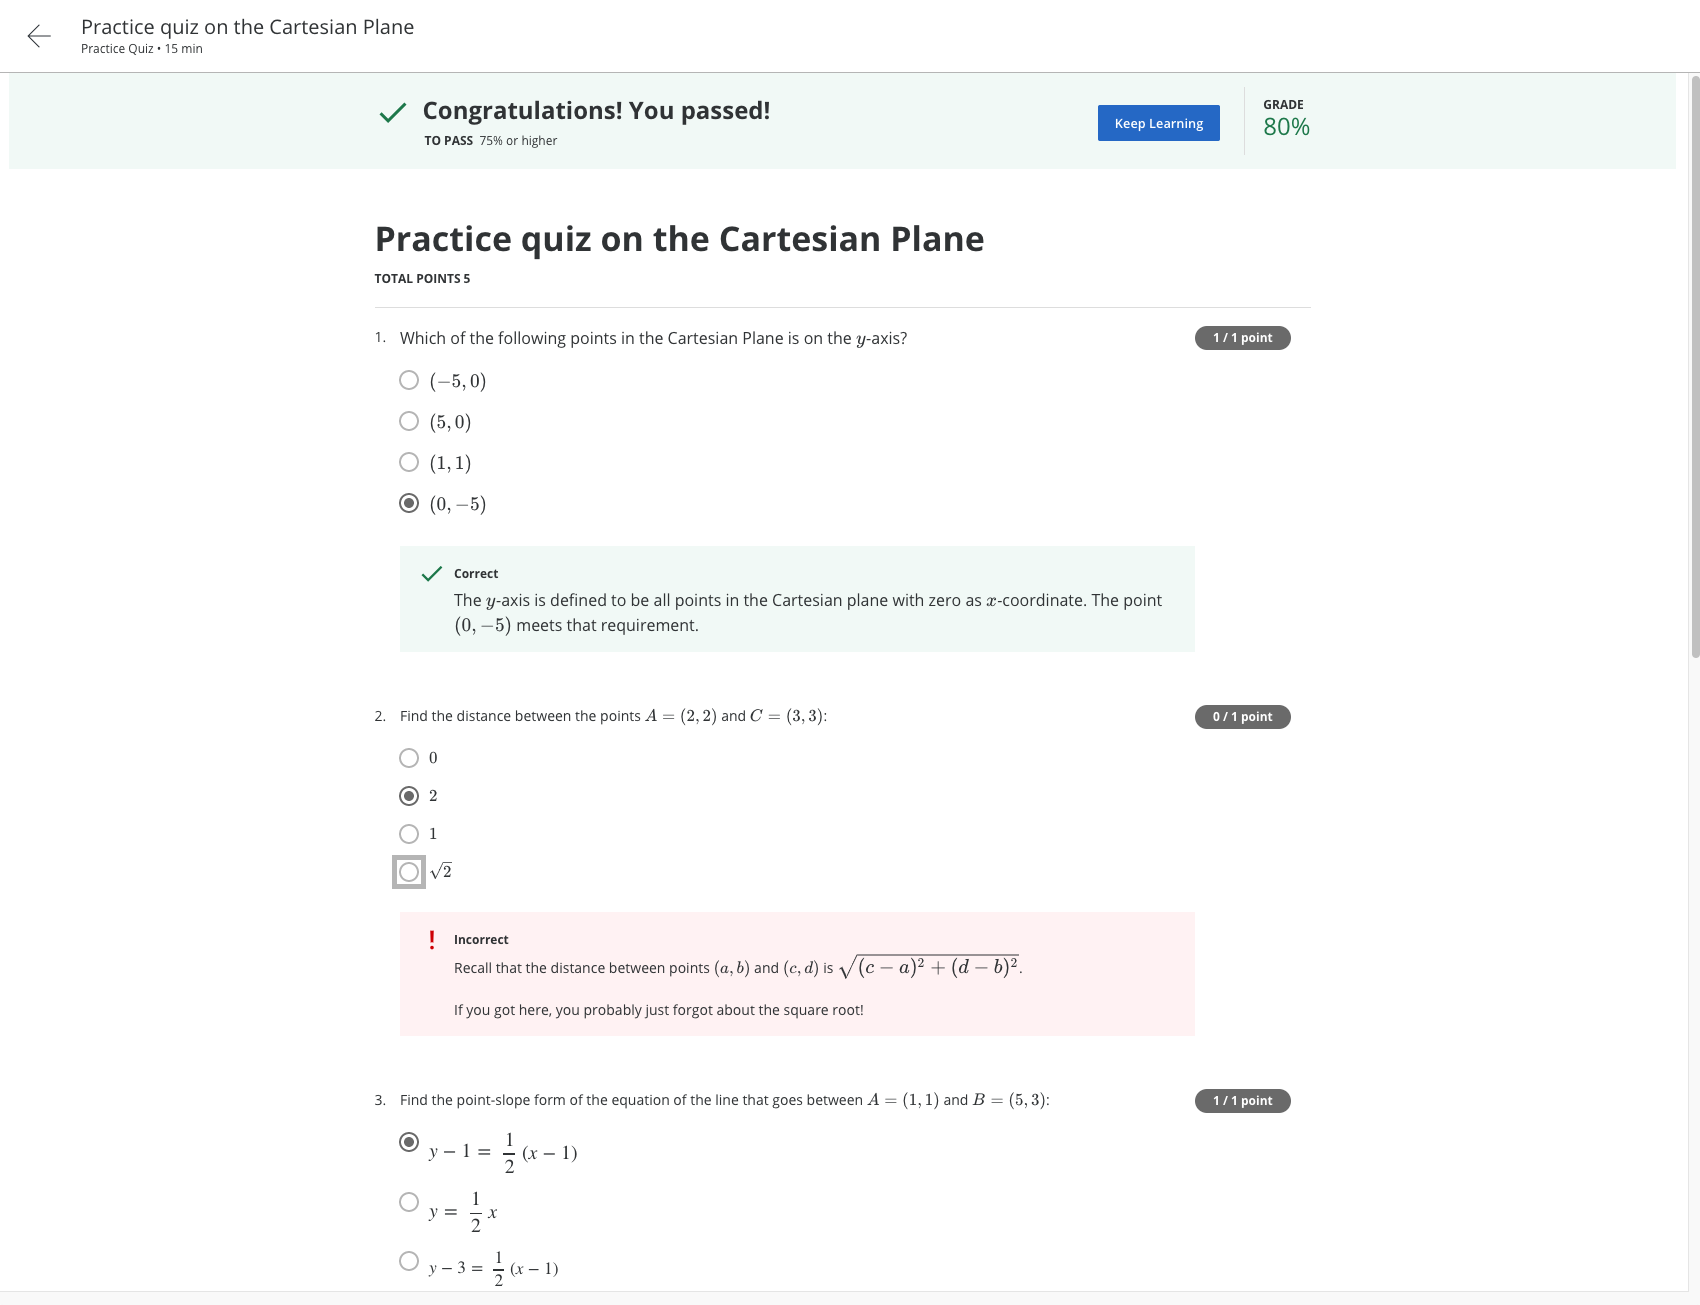 Practice quiz on the Cartesian Plane
Practice Quiz • 15 min
Congratulations! You passed!
TO PASS 75% or higher
Keep Learning
GRADE
80%
Practice quiz on the Cartesian Plane
TOTAL POINTS 5
1. Which of the following points in the Cartesian Plane is on the y-axis?
1 / 1 point
(−5, 0)
(5, 0)
(1, 1)
(0, −5)
Correct
The y-axis is defined to be all points in the Cartesian plane with zero as x-coordinate. The point
(0, −5) meets that requirement.
2. Find the distance between the points A = (2, 2) and C = (3, 3):
0 / 1 point
0
2
1
√2
! Incorrect
Recall that the distance between points (a, b) and (c, d) is √((c − a)² + (d − b)²).
If you got here, you probably just forgot about the square root!
3. Find the point-slope form of the equation of the line that goes between A = (1, 1) and B = (5, 3):
1 / 1 point
y − 1 = 1/2 (x − 1)
y = 1/2 x
y − 3 = 1/2 (x − 1)